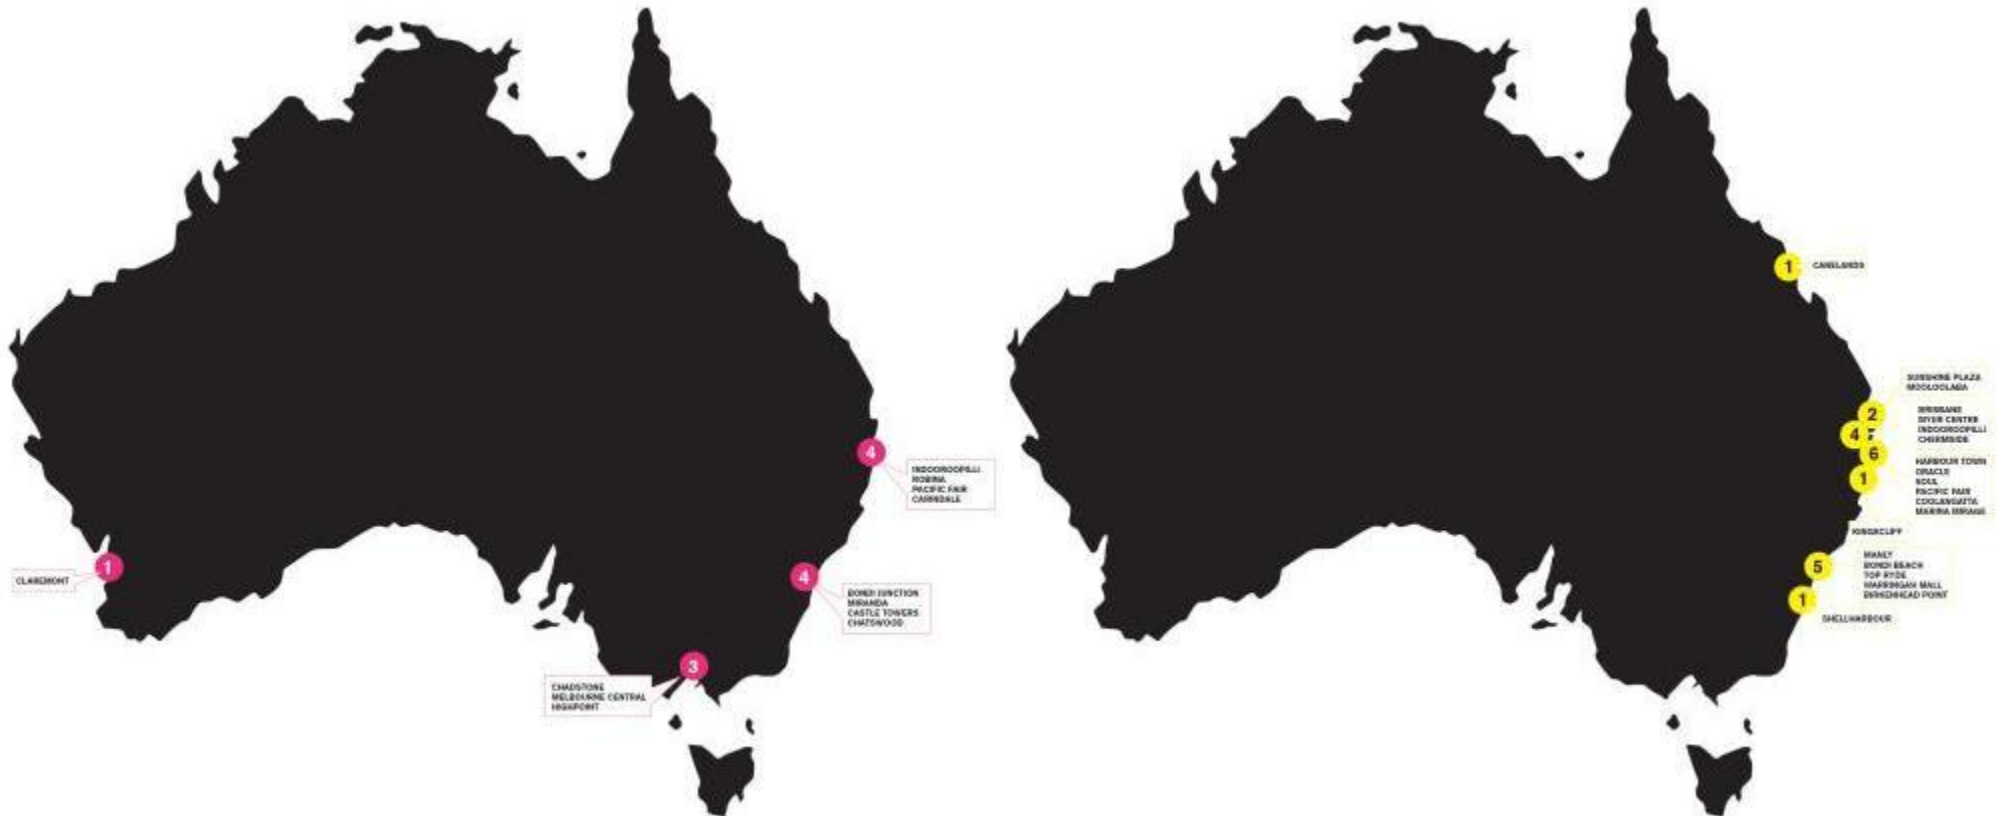 1
CLAREMONT
4
INDOOROOPILLI
ROBINA
PACIFIC FAIR
CARINDALE
4
BONDI JUNCTION
MIRANDA
CASTLE TOWERS
CHATSWOOD
3
CHADSTONE
MELBOURNE CENTRAL
HIGHPOINT
1
CANELANDS
2
SUNSHINE PLAZA
MOOLOOLABA
4
BRISBANE
MYER CENTRE
INDOOROOPILLI
CHERMSIDE
6
HARBOUR TOWN
ORACLE
SOUL
PACIFIC FAIR
COOLANGATTA
MARINA MIRAGE
1
KINGSCLIFF
5
MANLY
BONDI BEACH
TOP RYDE
WARRINGAH MALL
BIRKENHEAD POINT
1
SHELLHARBOUR